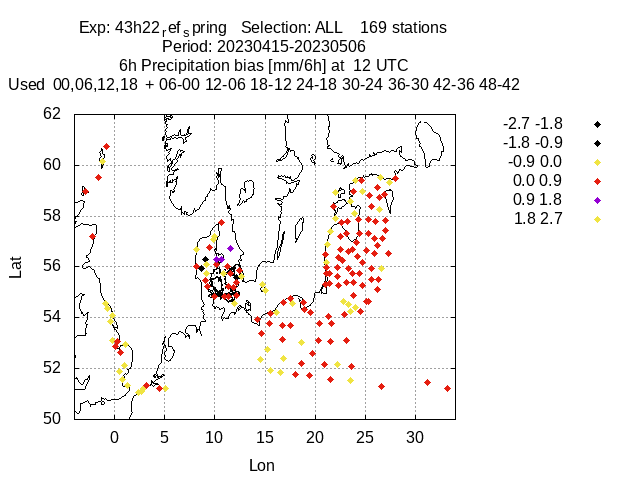 Exp: 43h22refspring Selection: ALL 169 stations
Period: 20230415-20230506
6h Precipitation bias [mm/6h] at 12 UTC
Used 00,06,12,18 + 06-00 12-06 18-12 24-18 30-24 36-30 42-36 48-42
-2.7 -1.8
-1.8 -0.9
-0.9 0.0
0.0 0.9
0.9 1.8
1.8 2.7
62
60
58
56
54
52
50
Lat
0 5 10 15 20 25 30
Lon